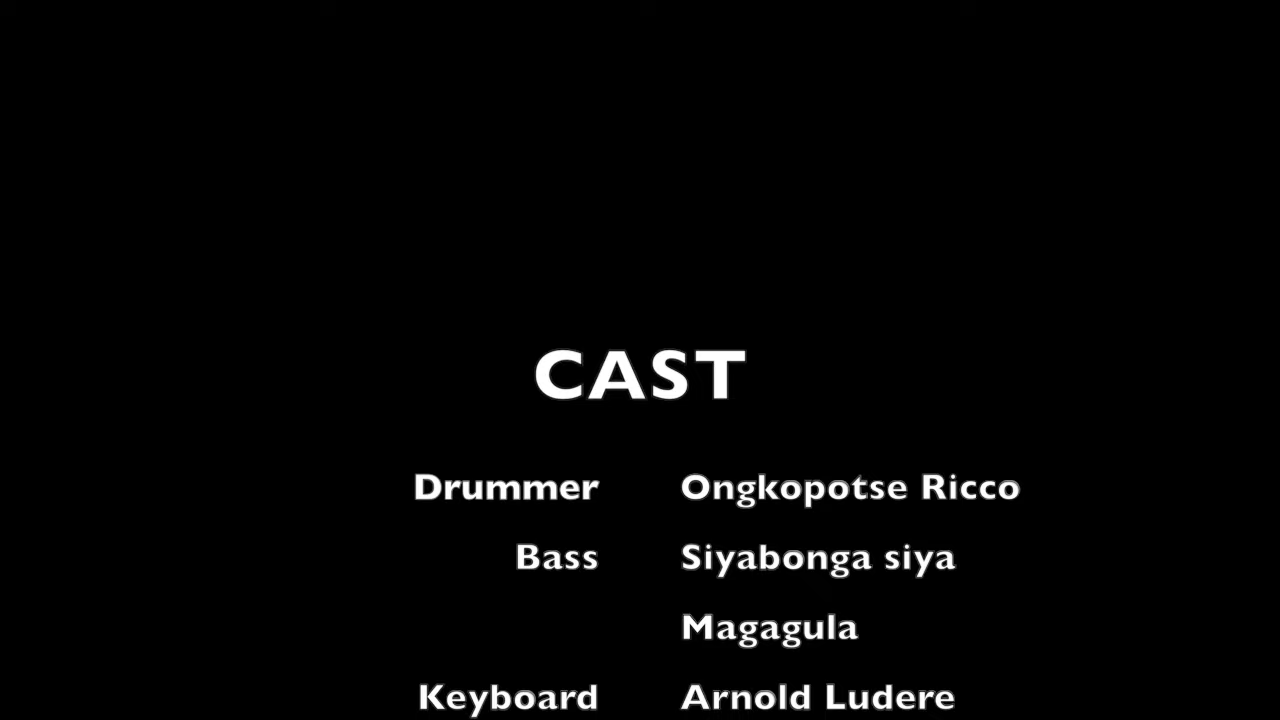 CAST
Drummer Ongkopotse Ricco
Bass Siyabonga siya
Magagula
Keyboard Arnold Ludere